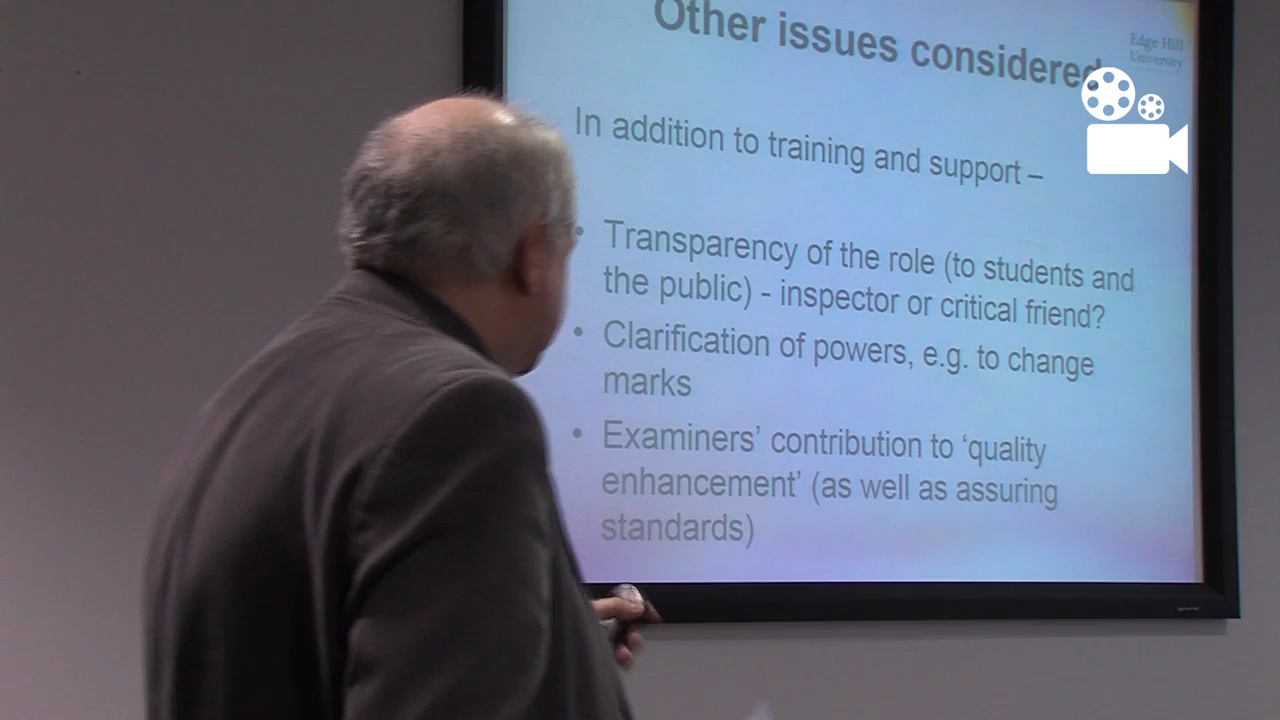 Other issues considered
Edge Hill
University
In addition to training and support –
• Transparency of the role (to students and
the public) - inspector or critical friend?
• Clarification of powers, e.g. to change
marks
• Examiners’ contribution to ‘quality
enhancement’ (as well as assuring
standards)